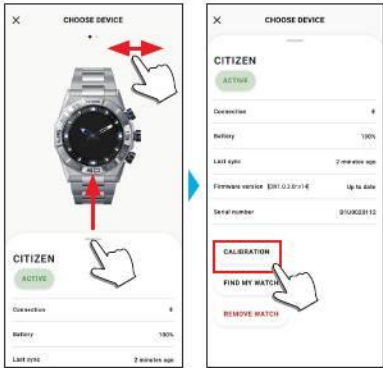 CHOOSE DEVICE
CITIZEN
ACTIVE
Connection
Battery 100%
Last sync 2 minutes ago
CHOOSE DEVICE
CITIZEN
ACTIVE
Connection
Battery 100%
Last sync 2 minutes ago
Firmware version Up to date
Serial number
CALIBRATION
FIND MY WATCH
REMOVE WATCH